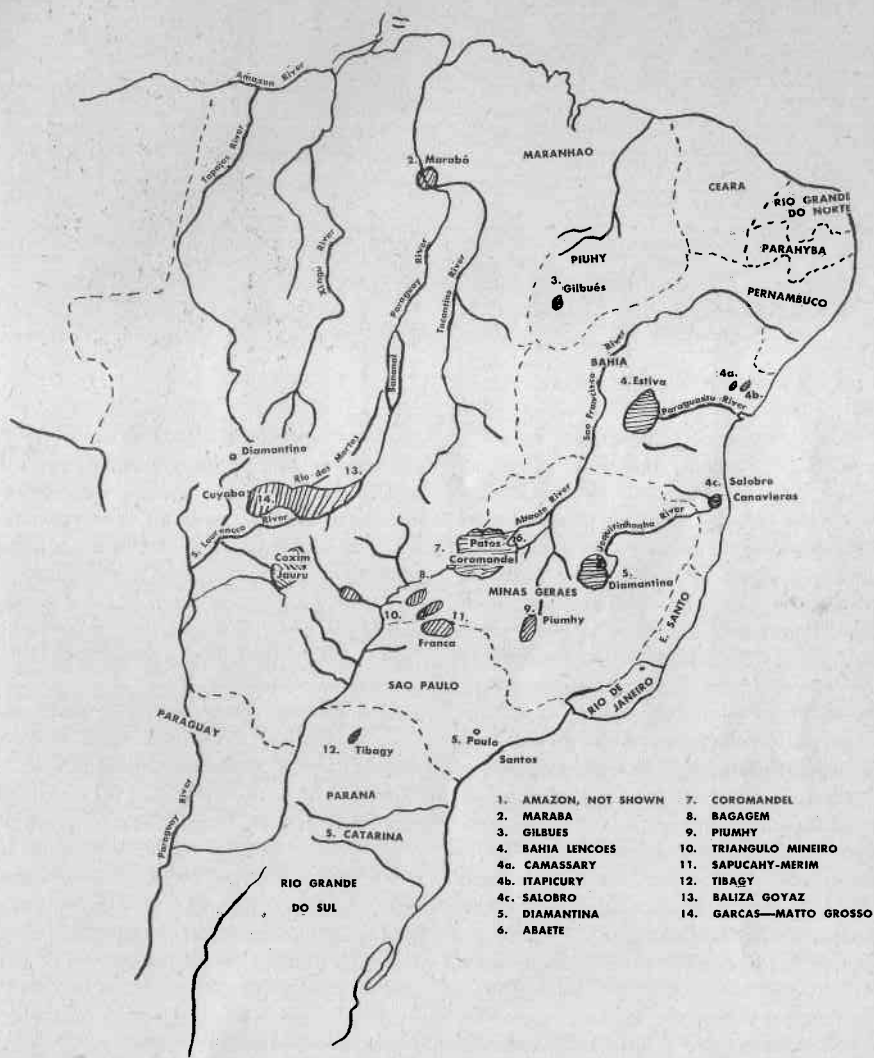 Amazon River
Tapajos River
Xingu River
2. Marabá
MARANHAO
CEARA
RIO GRANDE
DO NORTE
PARAHYBA
PIUHY
3.
Gilbués
PERNAMBUCO
Paraguay River
Tocantins River
Bananal
BAHIA
Sao Francisco River
4. Estiva
4a.
4b.
Paraguassu River
Diamantino
Rio das Mortes
13.
Cuyaba
14.
S. Lourenco River
4c. Salobro
Canavieras
Abaete River
Jequitinhonha River
7.
Patos
6.
Coromandel
Coxim
Jauru
8.
5.
Diamantina
MINAS GERAES
10.
11.
9.
Piumhy
Franca
E. SANTO
SAO PAULO
RIO DE
JANEIRO
PARAGUAY
12. Tibagy
S. Paulo
Santos
Paraguay River
PARANA
S. CATARINA
RIO GRANDE
DO SUL
1. AMAZON, NOT SHOWN
2. MARABA
3. GILBUES
4. BAHIA LENCOES
4a. CAMASSARY
4b. ITAPICURY
4c. SALOBRO
5. DIAMANTINA
6. ABAETE
7. COROMANDEL
8. BAGAGEM
9. PIUMHY
10. TRIANGULO MINEIRO
11. SAPUCAHY-MERIM
12. TIBAGY
13. BALIZA GOYAZ
14. GARCAS—MATTO GROSSO